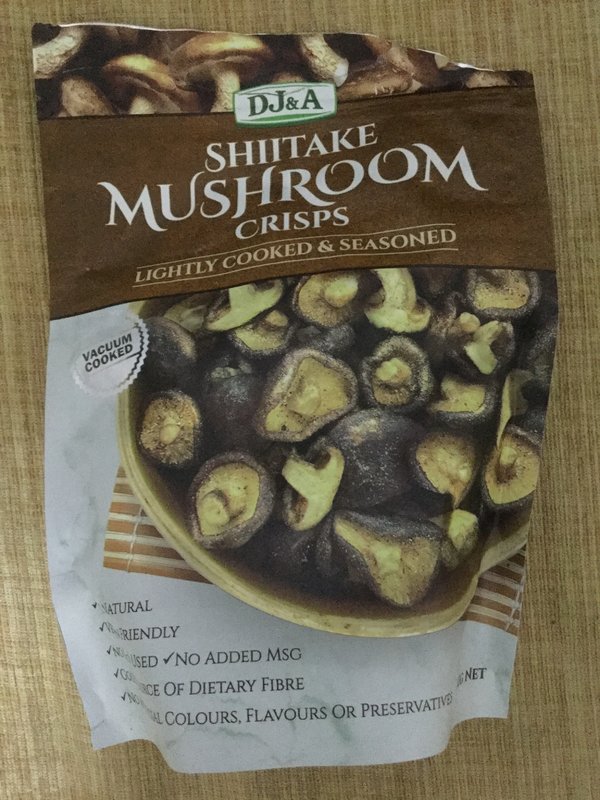 DJ&A
SHIITAKE
MUSHROOM
CRISPS
LIGHTLY COOKED & SEASONED
VACUUM
COOKED
✓NATURAL
FRIENDLY
USED ✓NO ADDED MSG
OF DIETARY FIBRE
COLOURS, FLAVOURS OR PRESERVATIVES
NET